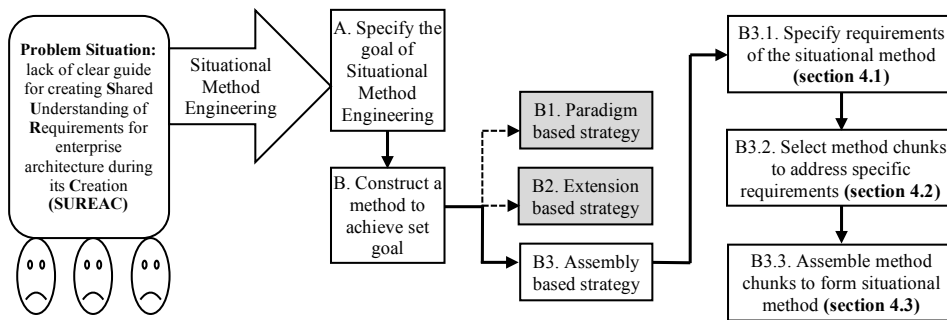 Problem Situation:
lack of clear guide
for creating Shared
Understanding of
Requirements for
enterprise
architecture during
its Creation
(SUREAC)
Situational
Method
Engineering
A. Specify the
goal of
Situational
Method
Engineering
B. Construct a
method to
achieve set
goal
B1. Paradigm
based strategy
B2. Extension
based strategy
B3. Assembly
based strategy
B3.1. Specify requirements
of the situational method
(section 4.1)
B3.2. Select method chunks
to address specific
requirements (section 4.2)
B3.3. Assemble method
chunks to form situational
method (section 4.3)